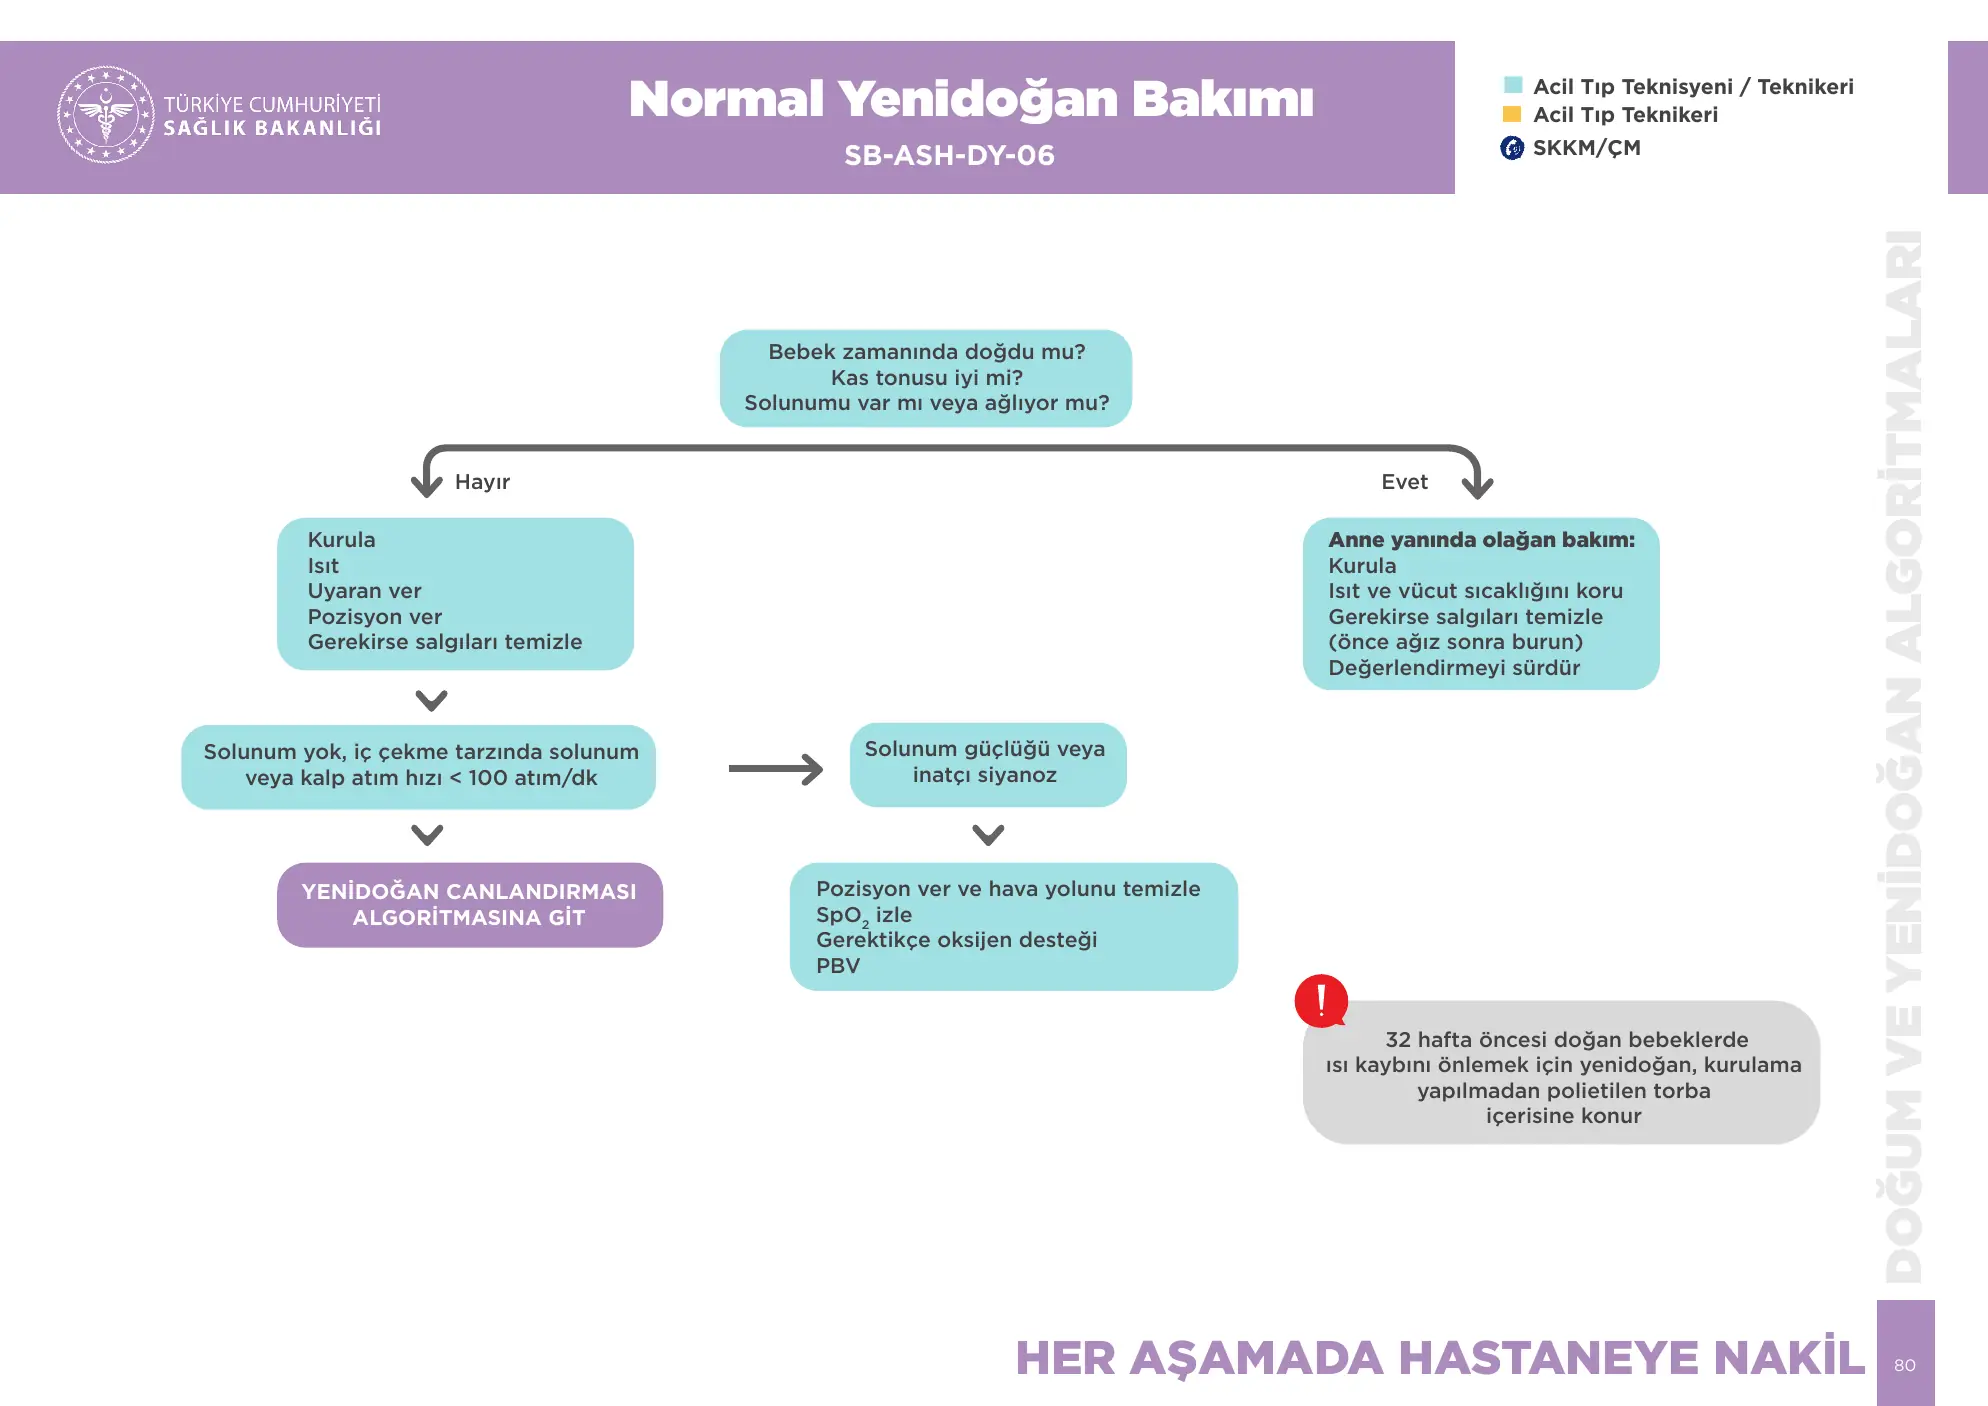 TÜRKİYE CUMHURİYETİ
SAĞLIK BAKANLIĞI
Normal Yenidoğan Bakımı
SB-ASH-DY-06
Acil Tıp Teknisyeni / Teknikeri
Acil Tıp Teknikeri
SKKM/ÇM
Bebek zamanında doğdu mu?
Kas tonusu iyi mi?
Solunumu var mı veya ağlıyor mu?
Hayır
Evet
Kurula
Isıt
Uyaran ver
Pozisyon ver
Gerekirse salgıları temizle
Anne yanında olağan bakım:
Kurula
Isıt ve vücut sıcaklığını koru
Gerekirse salgıları temizle
(önce ağız sonra burun)
Değerlendirmeyi sürdür
Solunum yok, iç çekme tarzında solunum
veya kalp atım hızı < 100 atım/dk
Solunum güçlüğü veya
inatçı siyanoz
YENİDOĞAN CANLANDIRMASI
ALGORİTMASINA GİT
Pozisyon ver ve hava yolunu temizle
SpO₂ izle
Gerektikçe oksijen desteği
PBV
!
32 hafta öncesi doğan bebeklerde
ısı kaybını önlemek için yenidoğan, kurulama
yapılmadan polietilen torba
içerisine konur
DOĞUM VE YENİDOĞAN ALGORİTMALARI
HER AŞAMADA HASTANEYE NAKİL
80